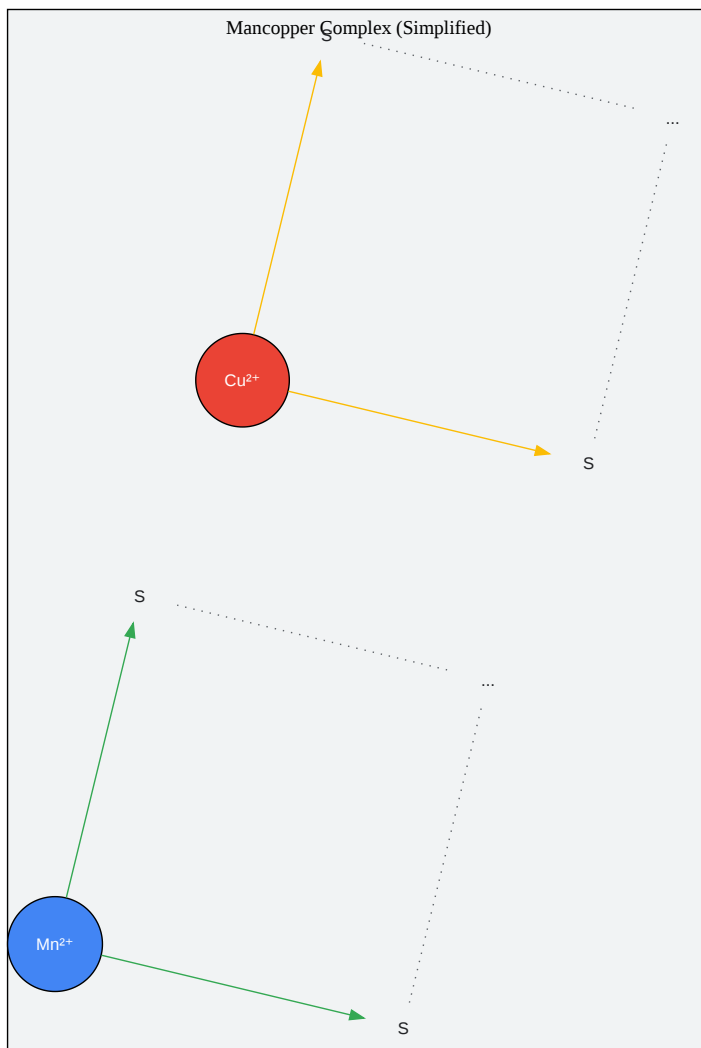 Mancopper Complex (Simplified)
S
...
Cu²⁺
S
S
...
Mn²⁺
S